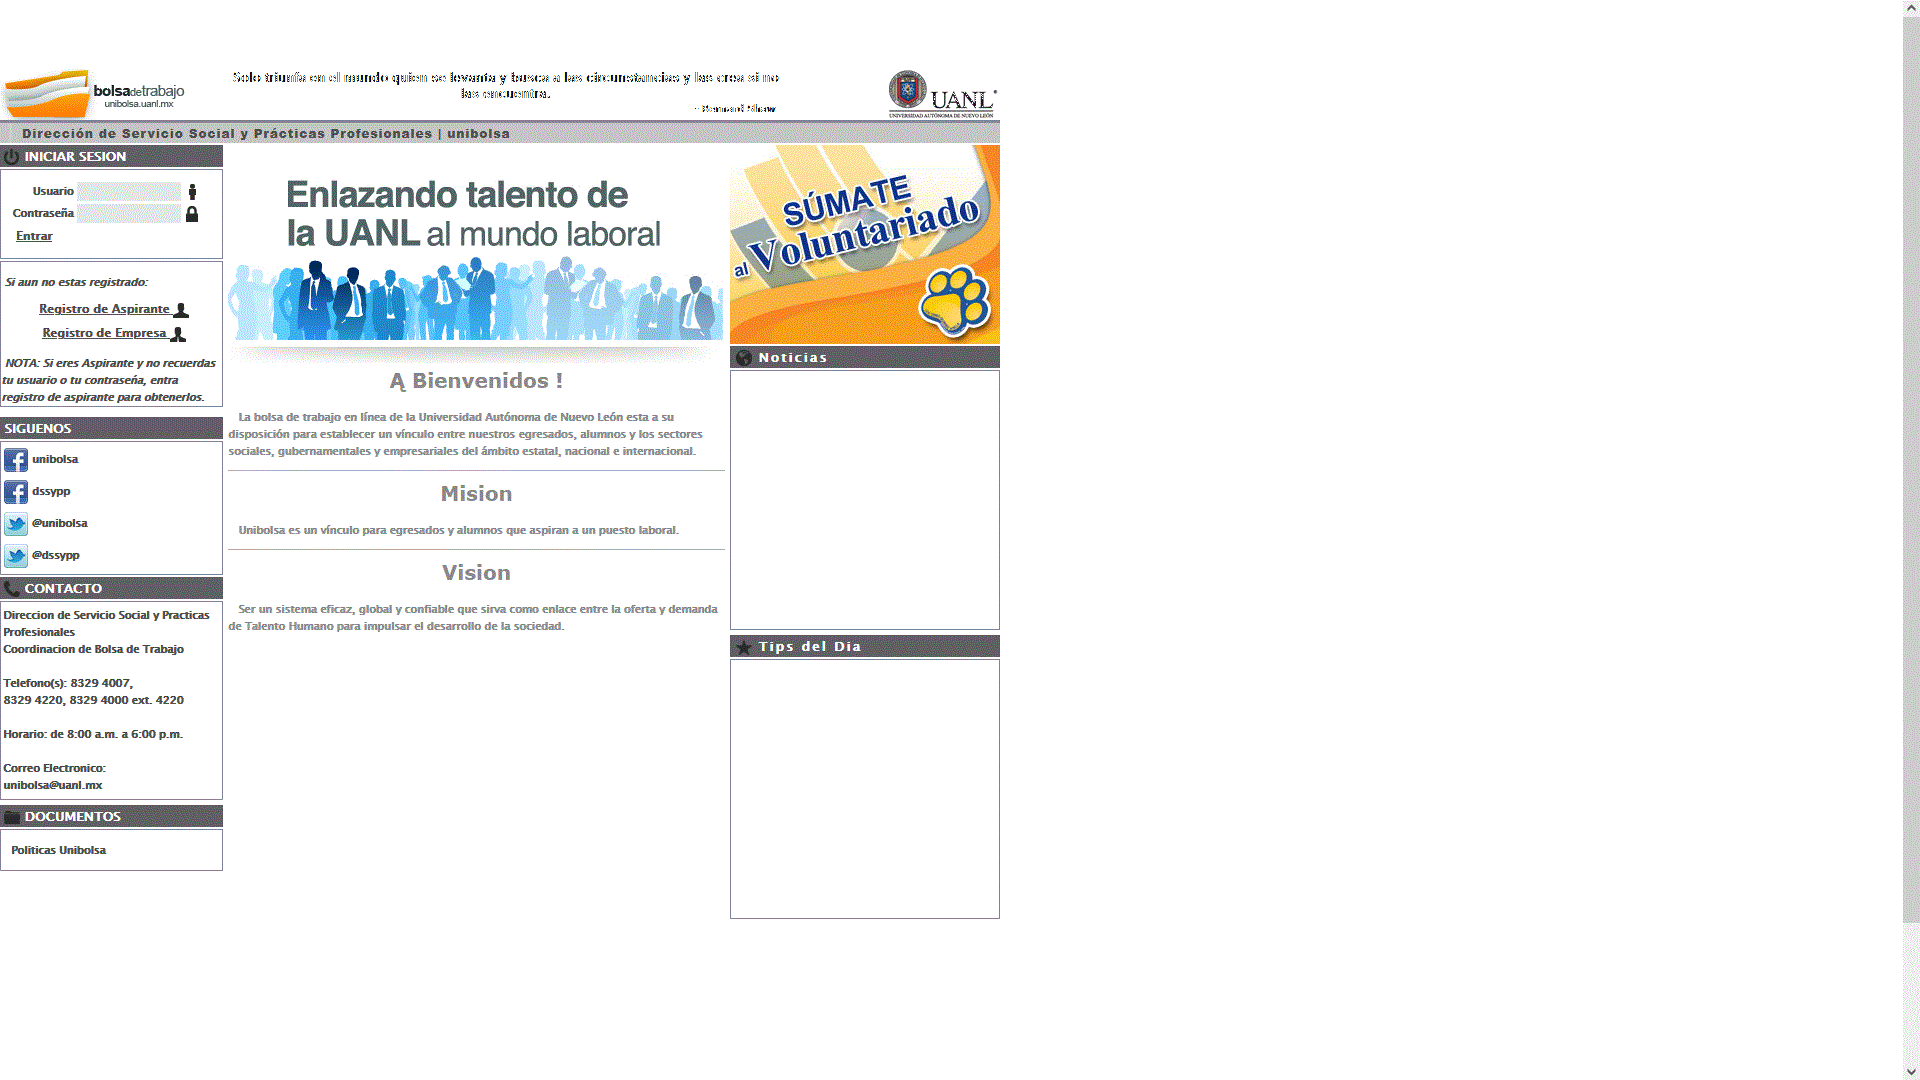 bolsadetrabajo
unibolsa.uanl.mx
Solo triunfa en el mundo quien se levanta y busca a las circunstancias y las crea si no
las encuentra.
UANL
UNIVERSIDAD AUTÓNOMA DE NUEVO LEÓN
Dirección de Servicio Social y Prácticas Profesionales | unibolsa
INICIAR SESION
Usuario
Contraseña
Entrar
Si aun no estas registrado:
Registro de Aspirante
Registro de Empresa
NOTA: Si eres Aspirante y no recuerdas
tu usuario o tu contraseña, entra
registro de aspirante para obtenerlos.
SIGUENOS
unibolsa
dssypp
@unibolsa
@dssypp
CONTACTO
Direccion de Servicio Social y Practicas
Profesionales
Coordinacion de Bolsa de Trabajo
Telefono(s): 8329 4007,
8329 4220, 8329 4000 ext. 4220
Horario: de 8:00 a.m. a 6:00 p.m.
Correo Electronico:
unibolsa@uanl.mx
DOCUMENTOS
Politicas Unibolsa
Enlazando talento de
la UANL al mundo laboral
Ą Bienvenidos !
La bolsa de trabajo en línea de la Universidad Autónoma de Nuevo León esta a su
disposición para establecer un vínculo entre nuestros egresados, alumnos y los sectores
sociales, gubernamentales y empresariales del ámbito estatal, nacional e internacional.
Mision
Unibolsa es un vínculo para egresados y alumnos que aspiran a un puesto laboral.
Vision
Ser un sistema eficaz, global y confiable que sirva como enlace entre la oferta y demanda
de Talento Humano para impulsar el desarrollo de la sociedad.
SÚMATE
al Voluntariado
Noticias
Tips del Dia